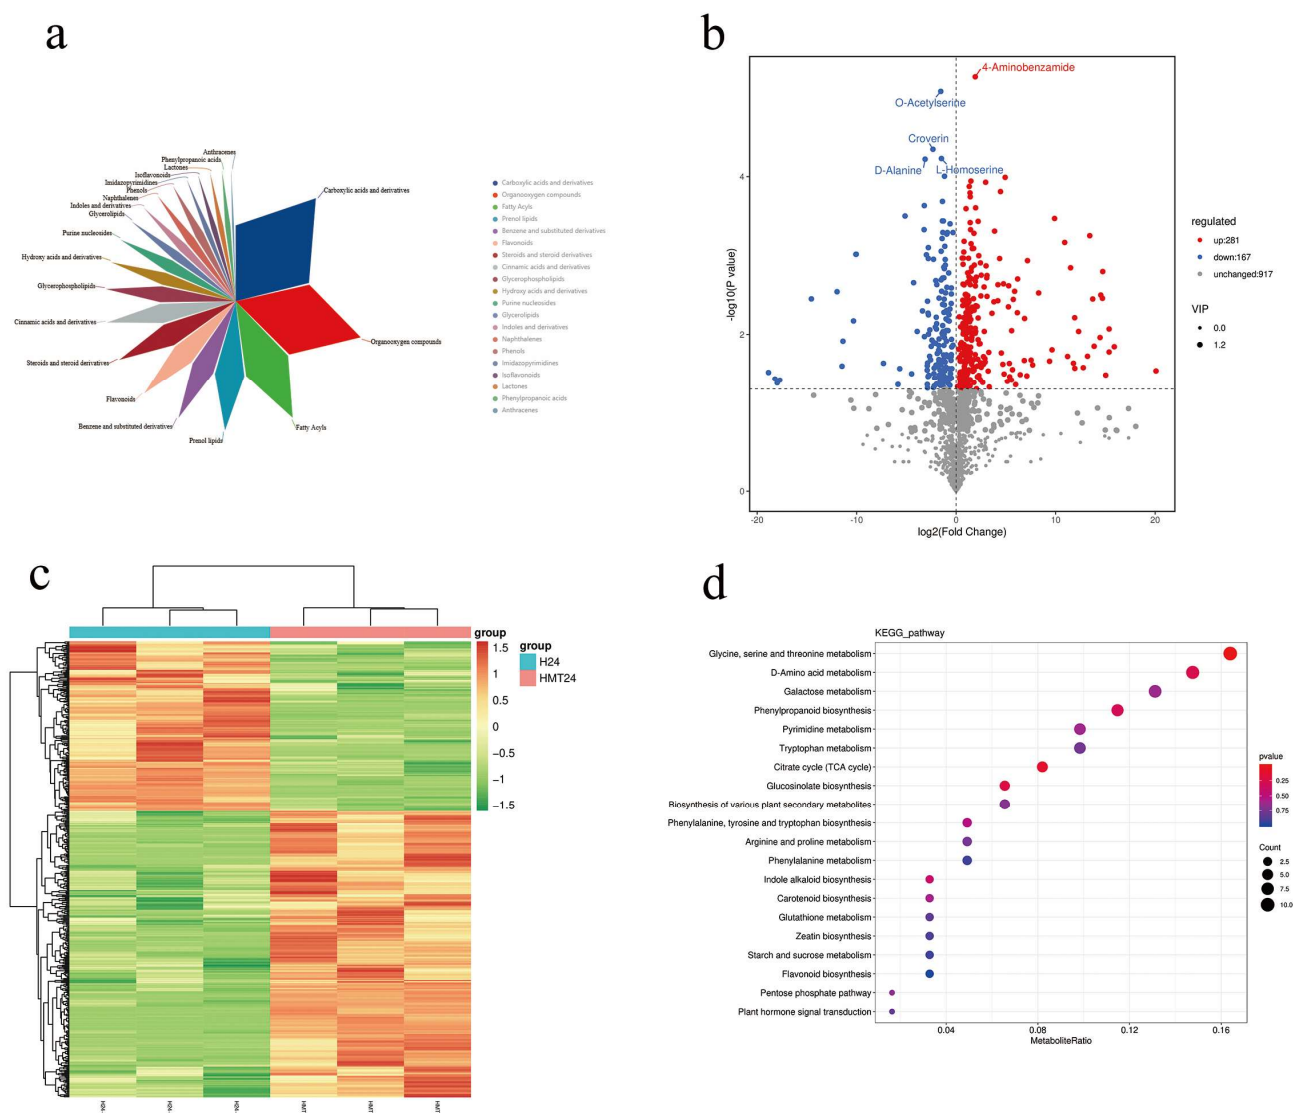 a
Anthracenes
Phenylpropanoic acids
Lactones
Isoflavonoids
Imidazopyrimidines
Phenols
Naphthalenes
Indoles and derivatives
Glycerolipids
Purine nucleosides
Hydroxy acids and derivatives
Glycerophospholipids
Cinnamic acids and derivatives
Steroids and steroid derivatives
Flavonoids
Benzene and substituted derivatives
Prenol lipids
Fatty Acyls
Organooxygen compounds
Carboxylic acids and derivatives
Carboxylic acids and derivatives
Organooxygen compounds
Fatty Acyls
Prenol lipids
Benzene and substituted derivatives
Flavonoids
Steroids and steroid derivatives
Cinnamic acids and derivatives
Glycerophospholipids
Hydroxy acids and derivatives
Purine nucleosides
Glycerolipids
Indoles and derivatives
Naphthalenes
Phenols
Imidazopyrimidines
Isoflavonoids
Lactones
Phenylpropanoic acids
Anthracenes
b
4-Aminobenzamide
O-Acetylserine
Croverin
D-Alanine
L-Homoserine
-log10(P value)
4
2
0
-20
-10
0
10
20
log2(Fold Change)
regulated
up:281
down:167
unchanged:917
VIP
0.0
1.2
c
group
1.5
1
0.5
0
−0.5
−1
−1.5
group
H24
HMT24
d
KEGG_pathway
Glycine, serine and threonine metabolism
D-Amino acid metabolism
Galactose metabolism
Phenylpropanoid biosynthesis
Pyrimidine metabolism
Tryptophan metabolism
Citrate cycle (TCA cycle)
Glucosinolate biosynthesis
Biosynthesis of various plant secondary metabolites
Phenylalanine, tyrosine and tryptophan biosynthesis
Arginine and proline metabolism
Phenylalanine metabolism
Indole alkaloid biosynthesis
Carotenoid biosynthesis
Glutathione metabolism
Zeatin biosynthesis
Starch and sucrose metabolism
Flavonoid biosynthesis
Pentose phosphate pathway
Plant hormone signal transduction
0.04
0.08
0.12
0.16
MetaboliteRatio
pvalue
0.25
0.50
0.75
Count
2.5
5.0
7.5
10.0